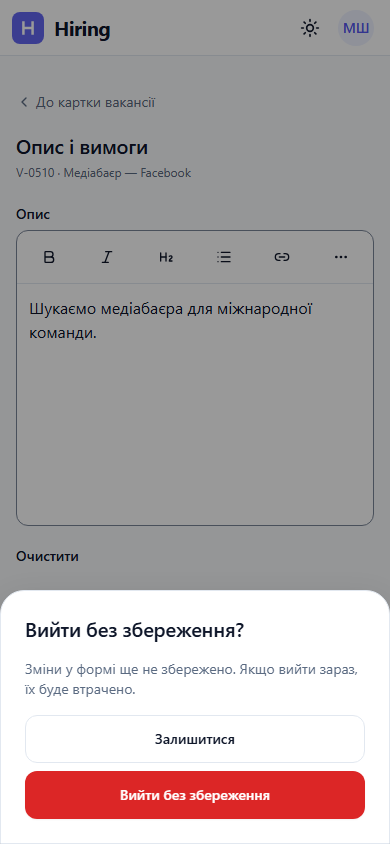 H Hiring МШ
До картки вакансії
Опис і вимоги
V-0510 · Медіабаєр — Facebook
Опис
B I H2
Шукаємо медіабаєра для міжнародної
команди.
Очистити
Вийти без збереження?
Зміни у формі ще не збережено. Якщо вийти зараз,
їх буде втрачено.
Залишитися
Вийти без збереження